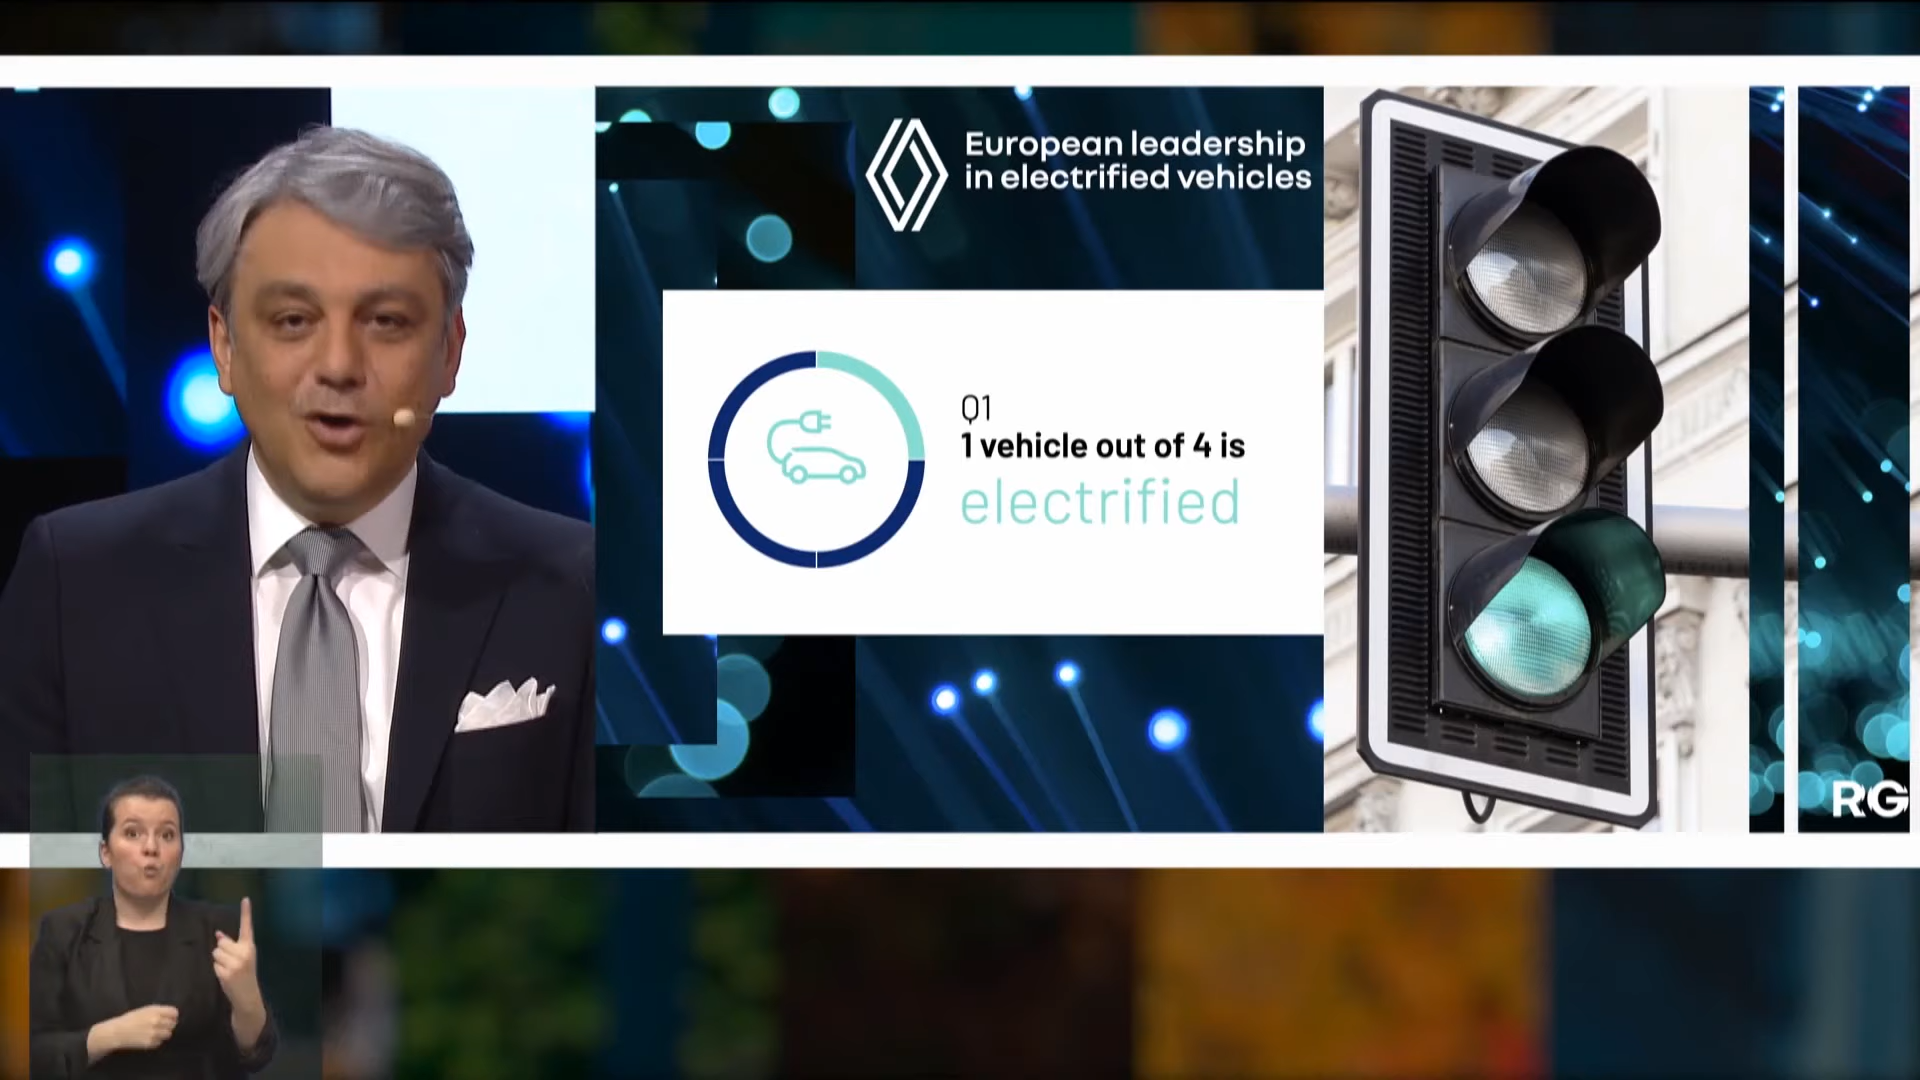 European leadership
in electrified vehicles
Q1
1 vehicle out of 4 is
electrified
RG